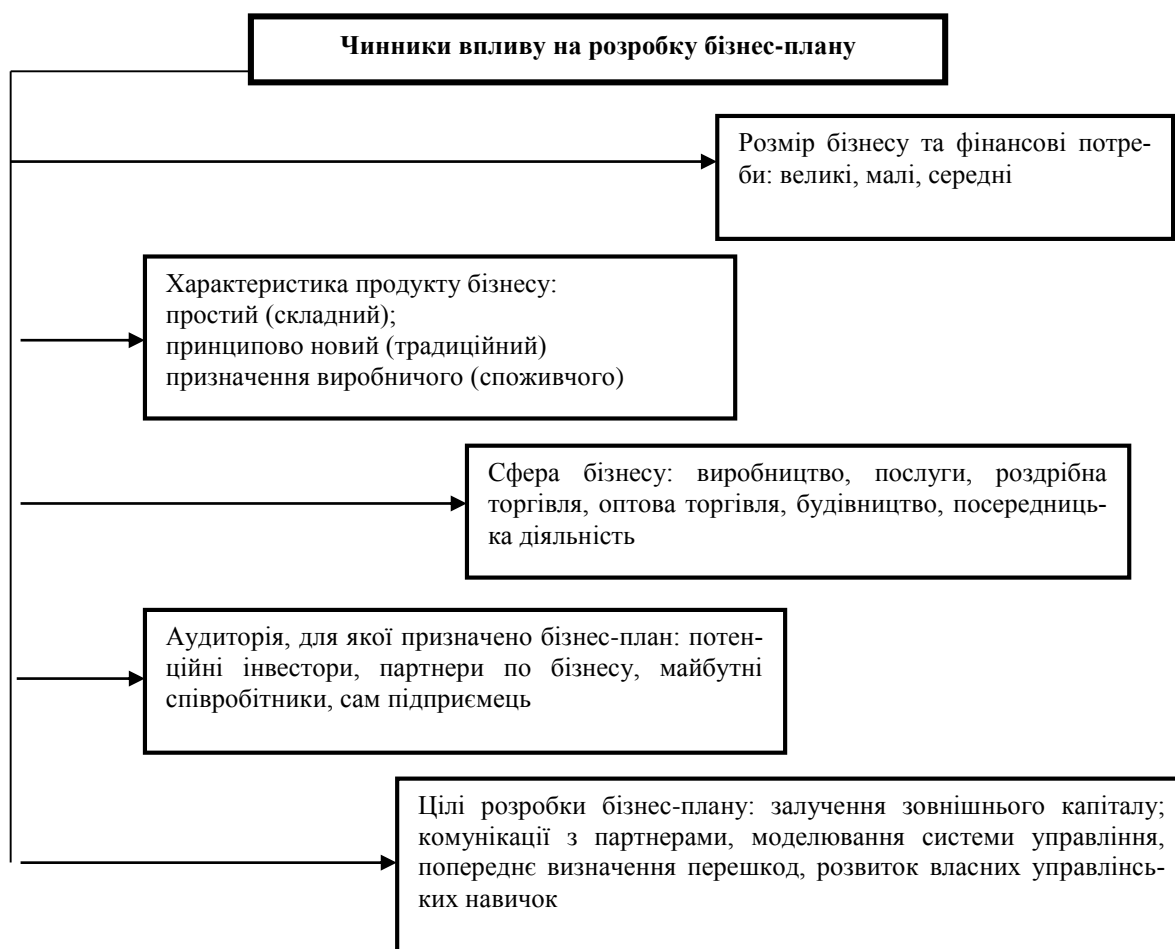 Чинники впливу на розробку бізнес-плану
Розмір бізнесу та фінансові потре-
би: великі, малі, середні
Характеристика продукту бізнесу:
простий (складний);
принципово новий (традиційний)
призначення виробничого (споживчого)
Сфера бізнесу: виробництво, послуги, роздрібна
торгівля, оптова торгівля, будівництво, посередниць-
ка діяльність
Аудиторія, для якої призначено бізнес-план: потен-
ційні інвестори, партнери по бізнесу, майбутні
співробітники, сам підприємець
Цілі розробки бізнес-плану: залучення зовнішнього капіталу;
комунікації з партнерами, моделювання системи управління,
попереднє визначення перешкод, розвиток власних управлінсь-
ких навичок